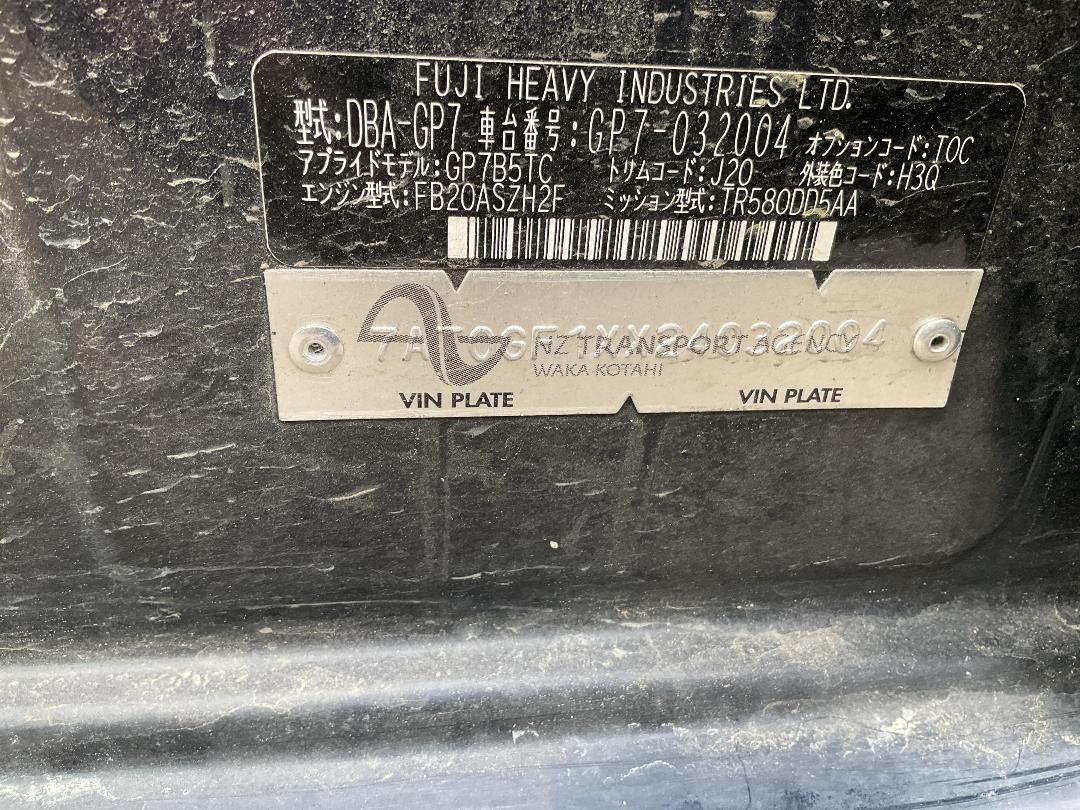 FUJI HEAVY INDUSTRIES LTD.
型式:DBA-GP7 車台番号:GP7-032004 オプションコード:TOC
アプライドモデル:GP7B5TC トリムコード:J20 外装色コード:H3Q
エンジン型式:FB20ASZH2F ミッション型式:TR580DD5AA
NZ TRANSPORT AGENCY
WAKA KOTAHI
VIN PLATE VIN PLATE